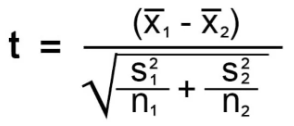 t = (x̄₁ - x̄₂) / √(s₁²/n₁ + s₂²/n₂)